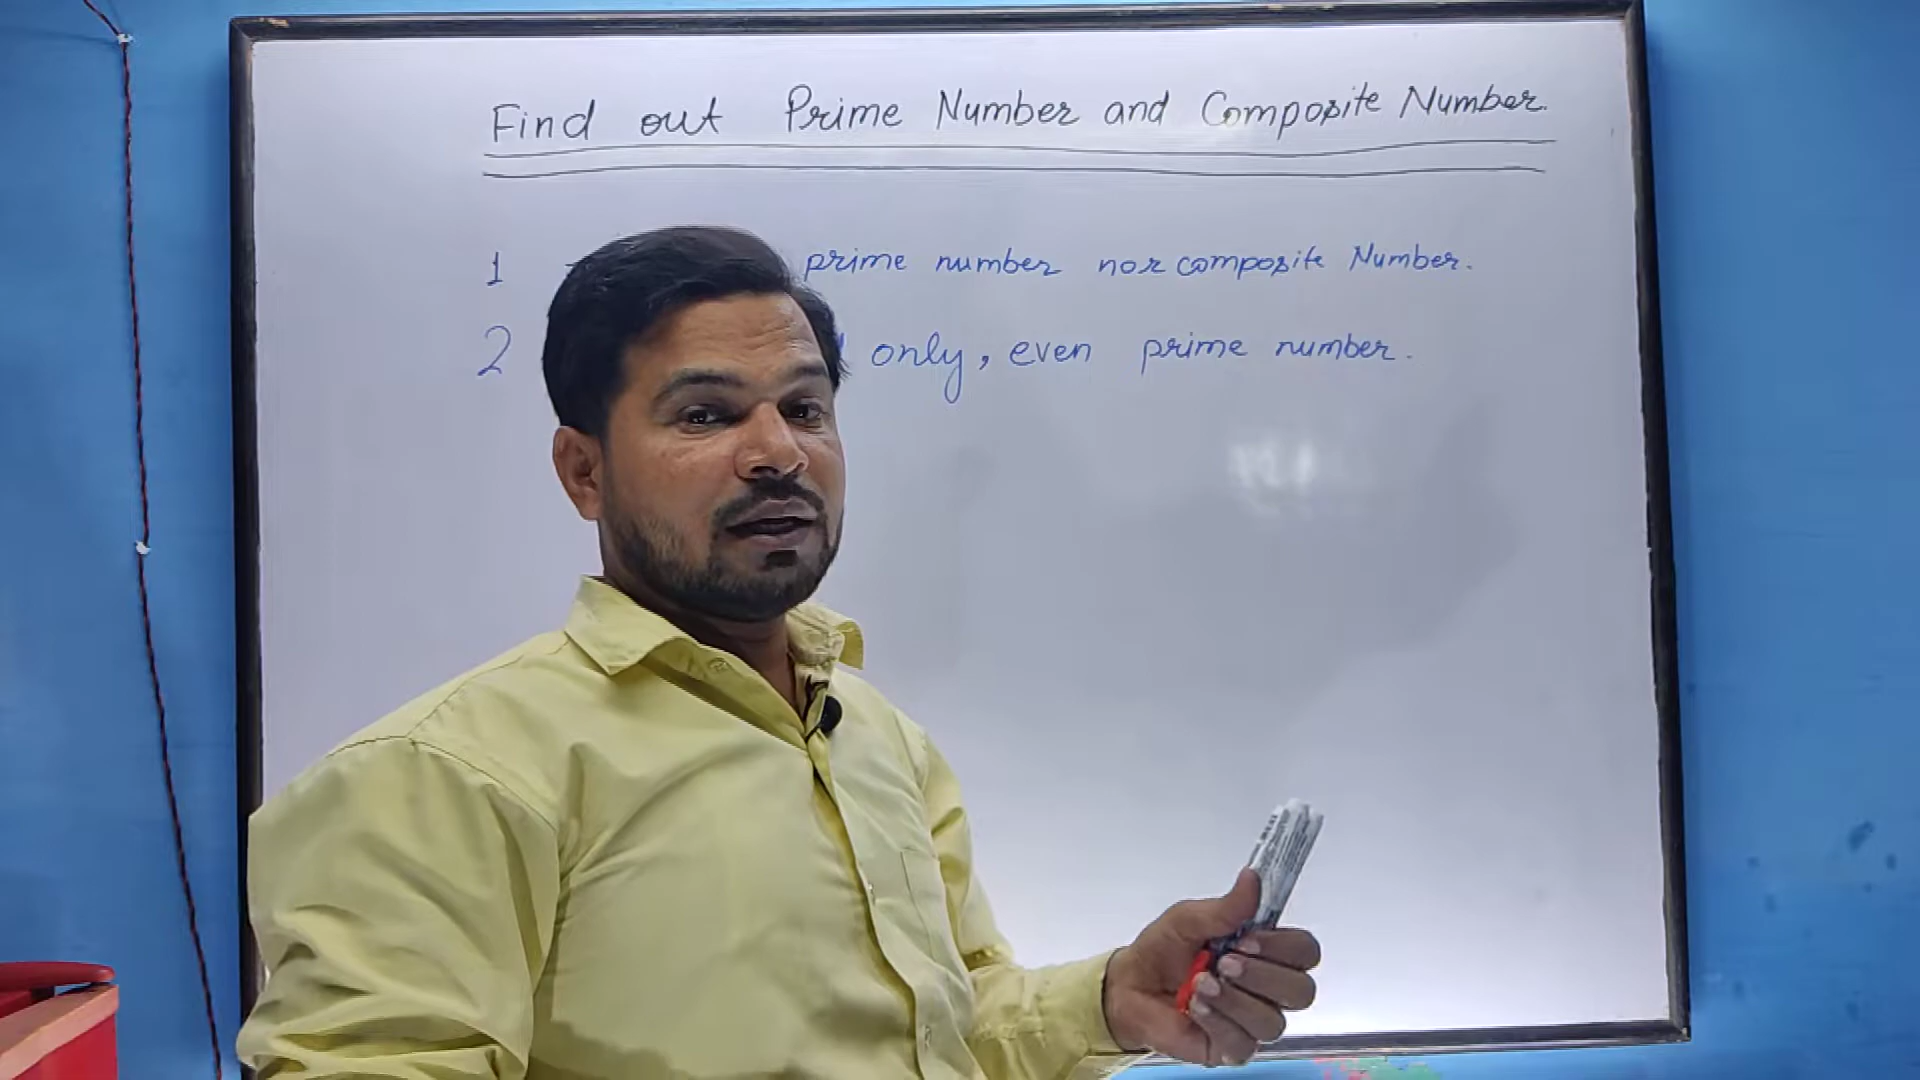 Find out Prime Number and Composite Number.
1 prime number nor composite Number.
2 only, even prime number.